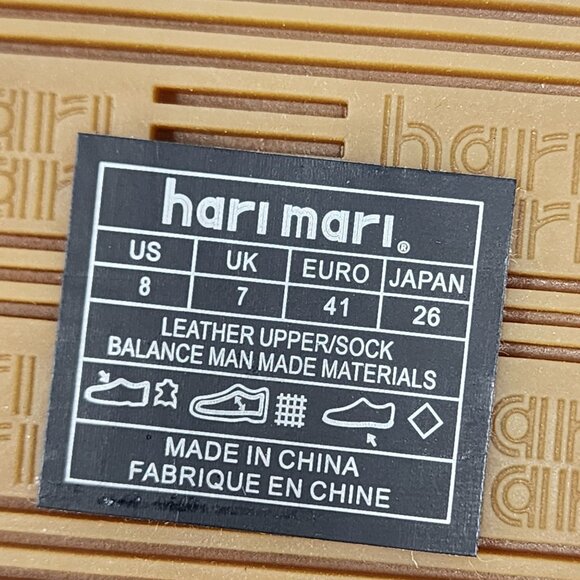 hari
hari mari®
US UK EURO JAPAN
8 7 41 26
LEATHER UPPER/SOCK
BALANCE MAN MADE MATERIALS
MADE IN CHINA
FABRIQUE EN CHINE